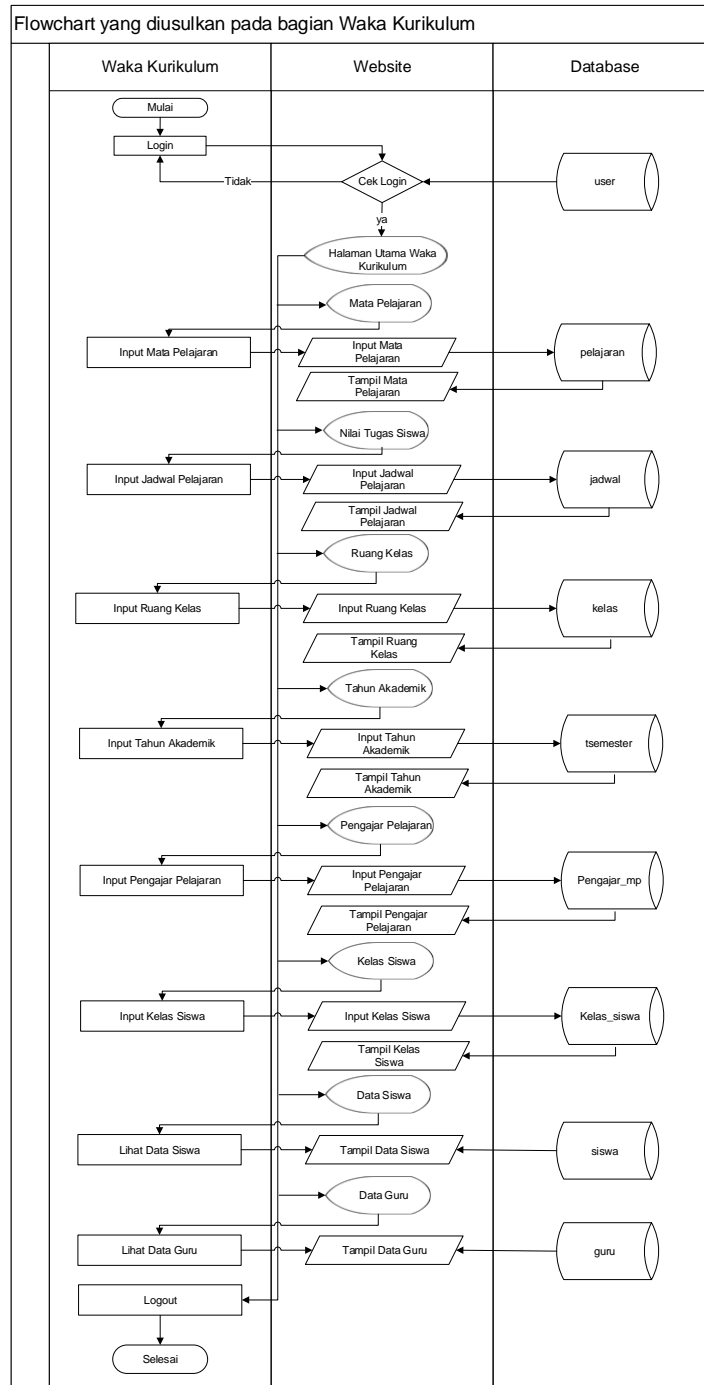 Flowchart yang diusulkan pada bagian Waka Kurikulum
Waka Kurikulum
Website
Database
Mulai
Login
Tidak
Cek Login
user
ya
Halaman Utama Waka
Kurikulum
Mata Pelajaran
Input Mata Pelajaran
Input Mata
Pelajaran
pelajaran
Tampil Mata
Pelajaran
Nilai Tugas Siswa
Input Jadwal Pelajaran
Input Jadwal
Pelajaran
jadwal
Tampil Jadwal
Pelajaran
Ruang Kelas
Input Ruang Kelas
Input Ruang Kelas
kelas
Tampil Ruang
Kelas
Tahun Akademik
Input Tahun Akademik
Input Tahun
Akademik
tsemester
Tampil Tahun
Akademik
Pengajar Pelajaran
Input Pengajar Pelajaran
Input Pengajar
Pelajaran
Pengajar_mp
Tampil Pengajar
Pelajaran
Kelas Siswa
Input Kelas Siswa
Input Kelas Siswa
Kelas_siswa
Tampil Kelas
Siswa
Data Siswa
Lihat Data Siswa
Tampil Data Siswa
siswa
Data Guru
Lihat Data Guru
Tampil Data Guru
guru
Logout
Selesai